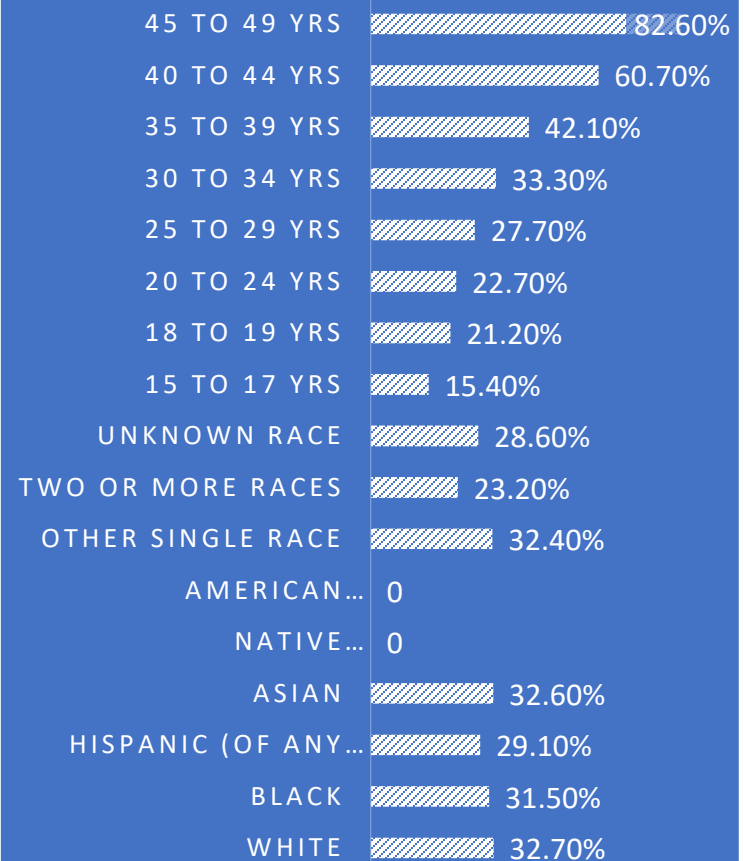 45 TO 49 YRS 82.60%
40 TO 44 YRS 60.70%
35 TO 39 YRS 42.10%
30 TO 34 YRS 33.30%
25 TO 29 YRS 27.70%
20 TO 24 YRS 22.70%
18 TO 19 YRS 21.20%
15 TO 17 YRS 15.40%
UNKNOWN RACE 28.60%
TWO OR MORE RACES 23.20%
OTHER SINGLE RACE 32.40%
AMERICAN… 0
NATIVE… 0
ASIAN 32.60%
HISPANIC (OF ANY… 29.10%
BLACK 31.50%
WHITE 32.70%